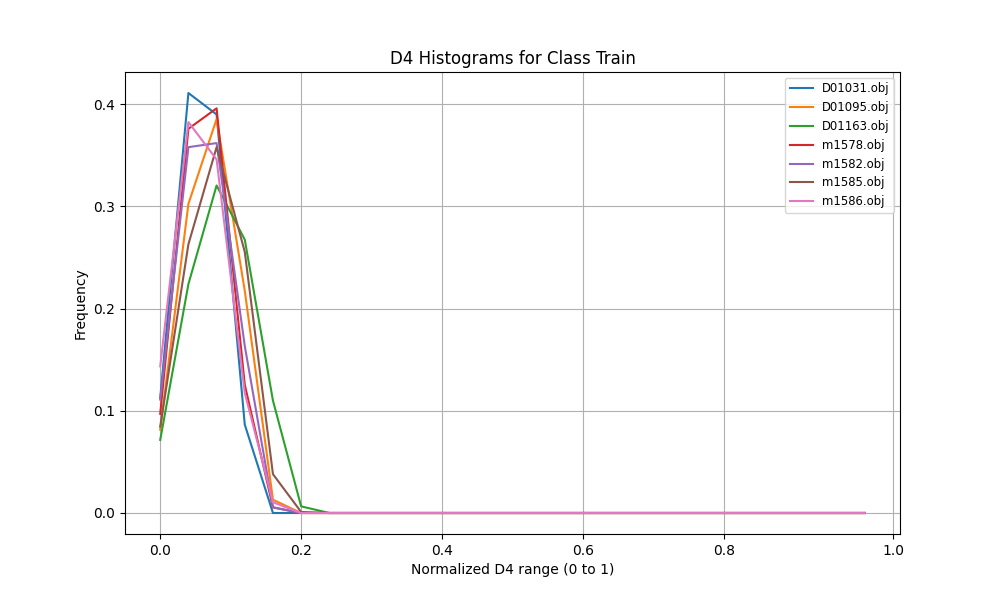 D4 Histograms for Class Train
D01031.obj
D01095.obj
D01163.obj
m1578.obj
m1582.obj
m1585.obj
m1586.obj
Frequency
0.4
0.3
0.2
0.1
0.0
0.0 0.2 0.4 0.6 0.8 1.0
Normalized D4 range (0 to 1)